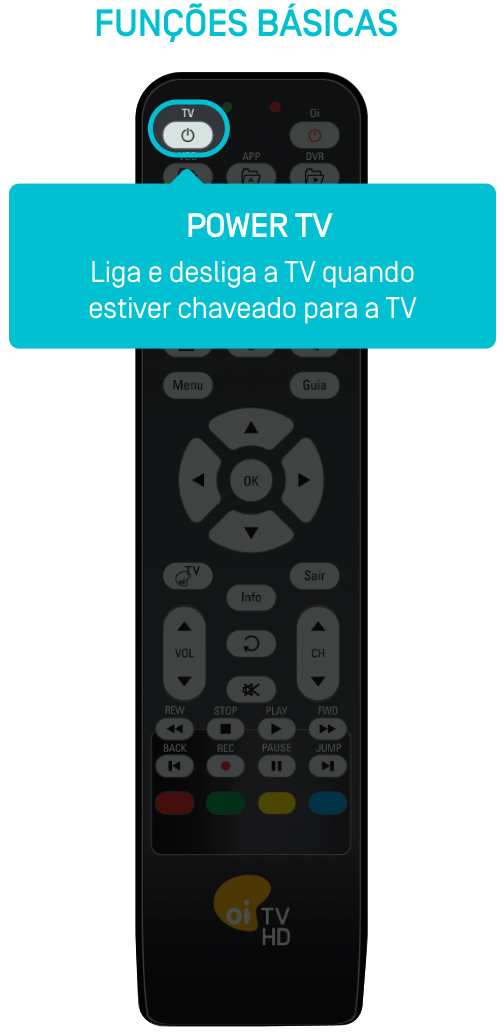 FUNÇÕES BÁSICAS
TV
Oi
APP
DVR
POWER TV
Liga e desliga a TV quando
estiver chaveado para a TV
Menu
Guia
OK
oi TV
Sair
Info
VOL
CH
REW
STOP
PLAY
FWD
BACK
REC
PAUSE
JUMP
oi TV
HD